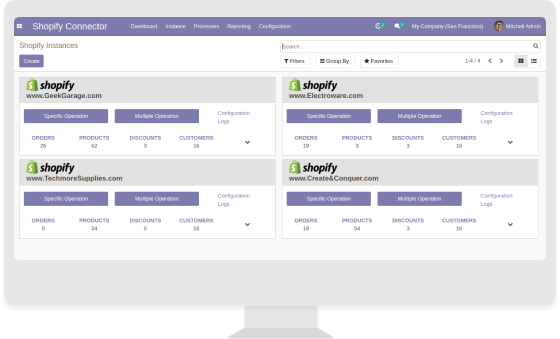 Shopify Connector Dashboard Instance Processes Reporting Configuration My Company (San Francisco) Mitchell Admin
Shopify Instances
Search...
Create
Filters Group By Favorites 1-4 / 4
shopify
www.GeekGarage.com
Specific Operation Multiple Operation Configuration
Logs
ORDERS PRODUCTS DISCOUNTS CUSTOMERS
26 62 3 16
shopify
www.Electroware.com
Specific Operation Multiple Operation Configuration
Logs
ORDERS PRODUCTS DISCOUNTS CUSTOMERS
19 3 3 16
shopify
www.TechmoreSupplies.com
Specific Operation Multiple Operation Configuration
Logs
ORDERS PRODUCTS DISCOUNTS CUSTOMERS
0 54 0 16
shopify
www.Create&Conquer.com
Specific Operation Multiple Operation Configuration
Logs
ORDERS PRODUCTS DISCOUNTS CUSTOMERS
19 54 3 16